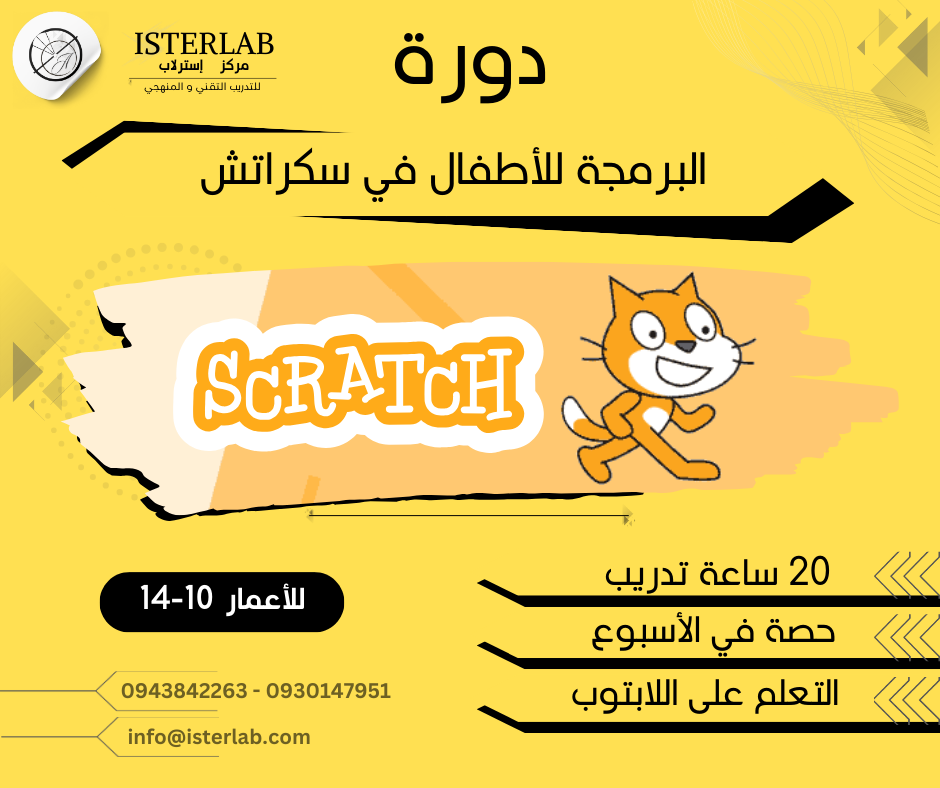 ISTERLAB
مركز إسترلاب
للتدريب التقني و المنهجي
دورة
البرمجة للأطفال في سكراتش
SCRATCH
20 ساعة تدريب
حصة في الأسبوع
التعلم على اللابتوب
للأعمار 10-14
0943842263 - 0930147951
info@isterlab.com